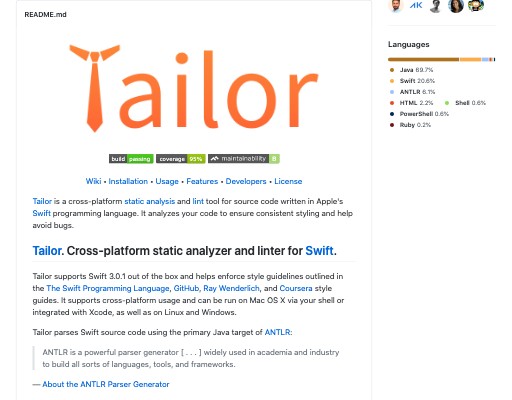 README.md
Tailor
build passing coverage 95% maintainability B
Wiki • Installation • Usage • Features • Developers • License
Tailor is a cross-platform static analysis and lint tool for source code written in Apple's
Swift programming language. It analyzes your code to ensure consistent styling and help
avoid bugs.
Tailor. Cross-platform static analyzer and linter for Swift.
Tailor supports Swift 3.0.1 out of the box and helps enforce style guidelines outlined in
the The Swift Programming Language, GitHub, Ray Wenderlich, and Coursera style
guides. It supports cross-platform usage and can be run on Mac OS X via your shell or
integrated with Xcode, as well as on Linux and Windows.
Tailor parses Swift source code using the primary Java target of ANTLR:
ANTLR is a powerful parser generator [ . . . ] widely used in academia and industry
to build all sorts of languages, tools, and frameworks.
— About the ANTLR Parser Generator
Languages
Java 69.7%
Swift 20.6%
ANTLR 6.1%
HTML 2.2% Shell 0.6%
PowerShell 0.6%
Ruby 0.2%